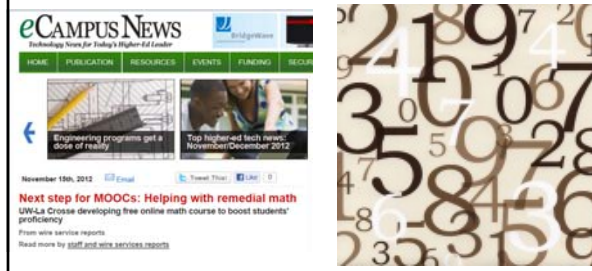 eCAMPUS NEWS
Technology News for Today's Higher-Ed Leader
BridgeWave
HOME PUBLICATION RESOURCES EVENTS FUNDING SECUR
Engineering programs get a
dose of reality
Top higher-ed tech news:
November/December 2012
November 15th, 2012 Email Tweet This! Like 0
Next step for MOOCs: Helping with remedial math
UW-La Crosse developing free online math course to boost students'
proficiency
From wire service reports
Read more by staff and wire services reports